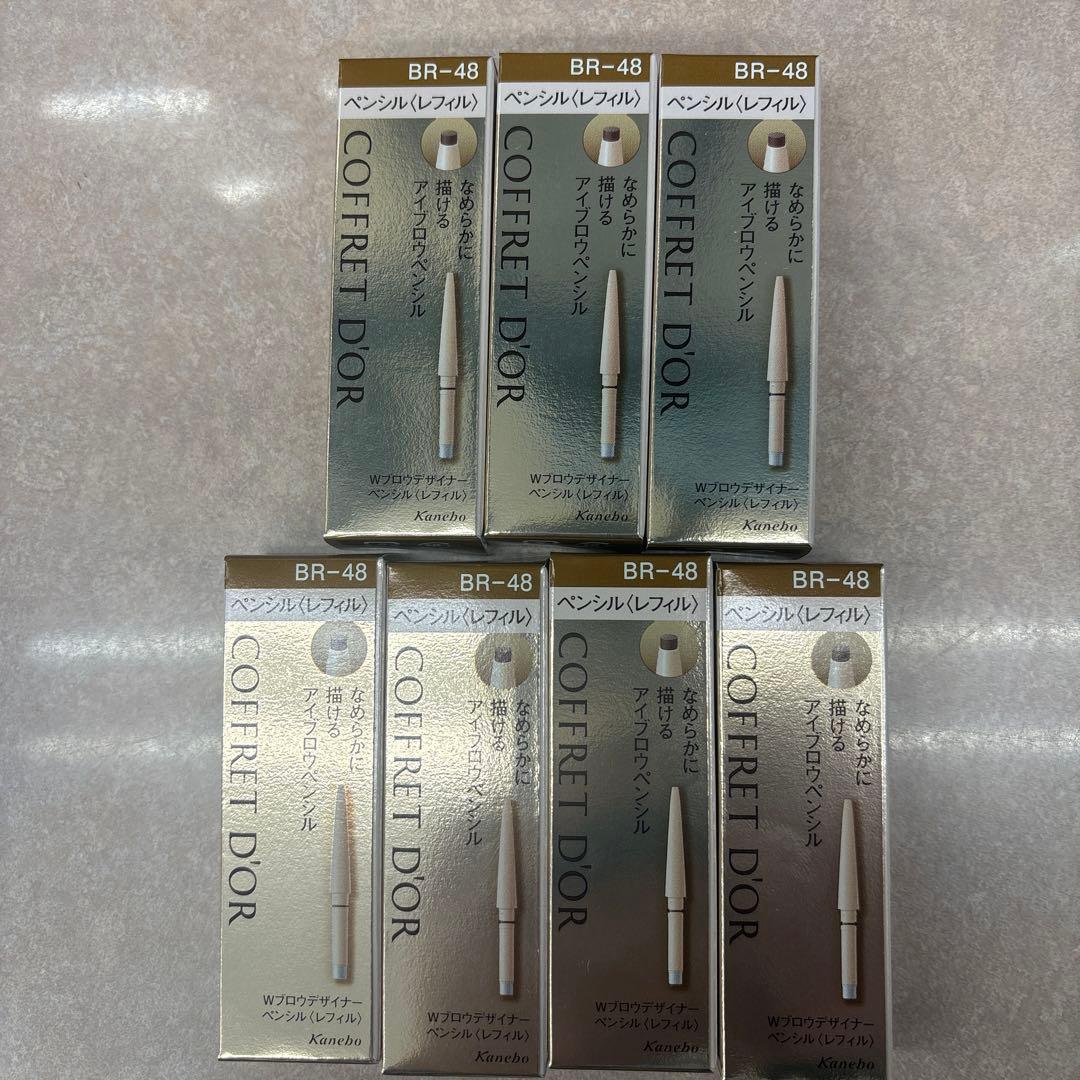 BR-48
ペンシル〈レフィル〉
COFFRET D'OR
なめらかに
描ける
アイブロウペンシル
Wブロウデザイナー
ペンシル〈レフィル〉
Kanebo
BR-48
ペンシル〈レフィル〉
COFFRET D'OR
なめらかに
描ける
アイブロウペンシル
Wブロウデザイナー
ペンシル〈レフィル〉
Kanebo
BR-48
ペンシル〈レフィル〉
COFFRET D'OR
なめらかに
描ける
アイブロウペンシル
Wブロウデザイナー
ペンシル〈レフィル〉
Kanebo
BR-48
ペンシル〈レフィル〉
COFFRET D'OR
なめらかに
描ける
アイブロウペンシル
Wブロウデザイナー
ペンシル〈レフィル〉
Kanebo
BR-48
ペンシル〈レフィル〉
COFFRET D'OR
なめらかに
描ける
アイブロウペンシル
Wブロウデザイナー
ペンシル〈レフィル〉
Kanebo
BR-48
ペンシル〈レフィル〉
COFFRET D'OR
なめらかに
描ける
アイブロウペンシル
Wブロウデザイナー
ペンシル〈レフィル〉
Kanebo
BR-48
ペンシル〈レフィル〉
COFFRET D'OR
なめらかに
描ける
アイブロウペンシル
Wブロウデザイナー
ペンシル〈レフィル〉
Kanebo